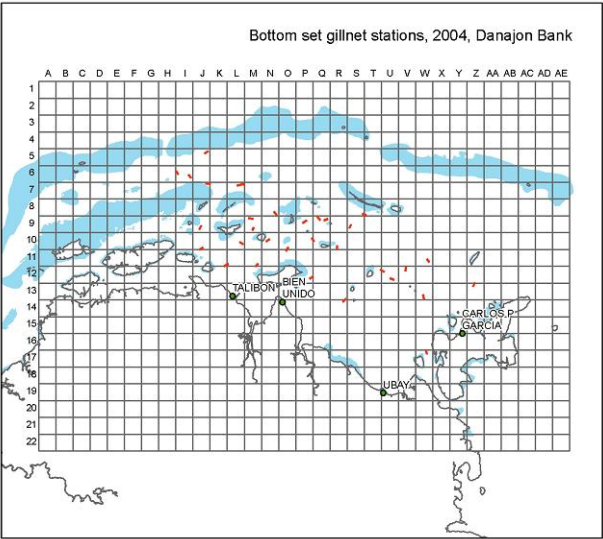 Bottom set gillnet stations, 2004, Danajon Bank
A B C D E F G H I J K L M N O P Q R S T U V W X Y Z AA AB AC AD AE
1
2
3
4
5
6
7
8
9
10
11
12
13
14
15
16
17
18
19
20
21
22
TALIBON
BIEN
UNIDO
CARLOS P.
GARCIA
UBAY